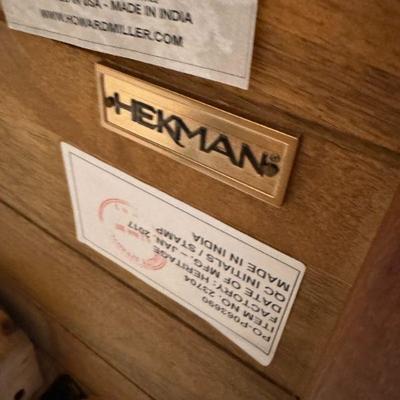 USA - MADE IN INDIA
WWW.HOWARDMILLER.COM
HEKMAN®
PO-P063690
ITEM NO: 23704
FACTORY: HERITAGE
DATE OF MFG. - JAN, 2017
QC INITIALS / STAMP
MADE IN INDIA